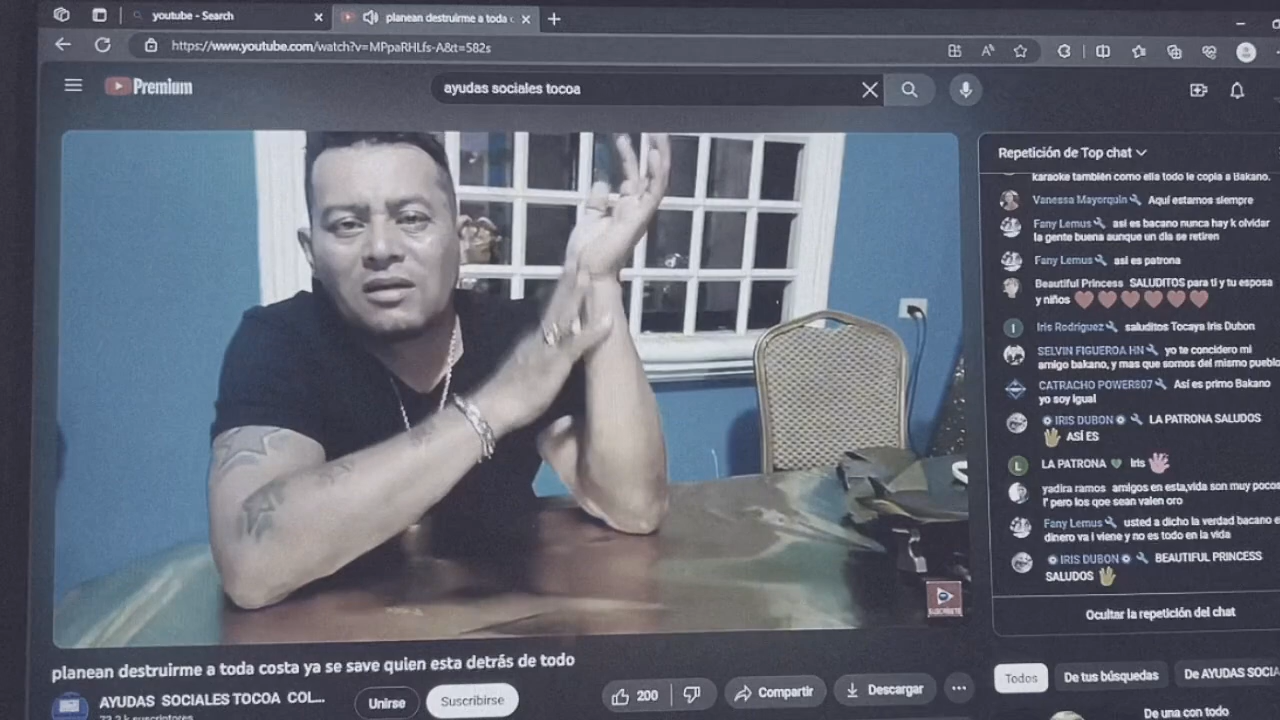 youtube - Search
planean destruirme a toda c
https://www.youtube.com/watch?v=MPpaRHLfs-A&t=582s
Premium
ayudas sociales tocoa
Repetición de Top chat
karaoke también como ella todo le copia a Bakano.
Vanessa Mayorquin Aquí estamos siempre
Fany Lemus asi es bacano nunca hay k olvidar
la gente buena aunque un dia se retiren
Fany Lemus asi es patrona
Beautiful Princess SALUDITOS para ti y tu esposa
y niños
I Iris Rodriguez saluditos Tocaya Iris Dubon
SELVIN FIGUEROA HN yo te concidero mi
amigo bakano, y mas que somos del mismo pueblo
CATRACHO POWER807 Así es primo Bakano
yo soy igual
IRIS DUBON LA PATRONA SALUDOS
ASÍ ES
L LA PATRONA Iris
yadira ramos amigos en esta,vida son muy pocos
l' pero los que sean valen oro
Fany Lemus usted a dicho la verdad bacano e
dinero va i viene y no es todo en la vida
IRIS DUBON BEAUTIFUL PRINCESS
SALUDOS
Ocultar la repetición del chat
SUSCRÍBETE
planean destruirme a toda costa ya se save quien esta detrás de todo
AYUDAS SOCIALES TOCOA COL...
Unirse
Suscribirse
200
Compartir
Descargar
Todos
De tus búsquedas
De AYUDAS SOCIA
De una con todo